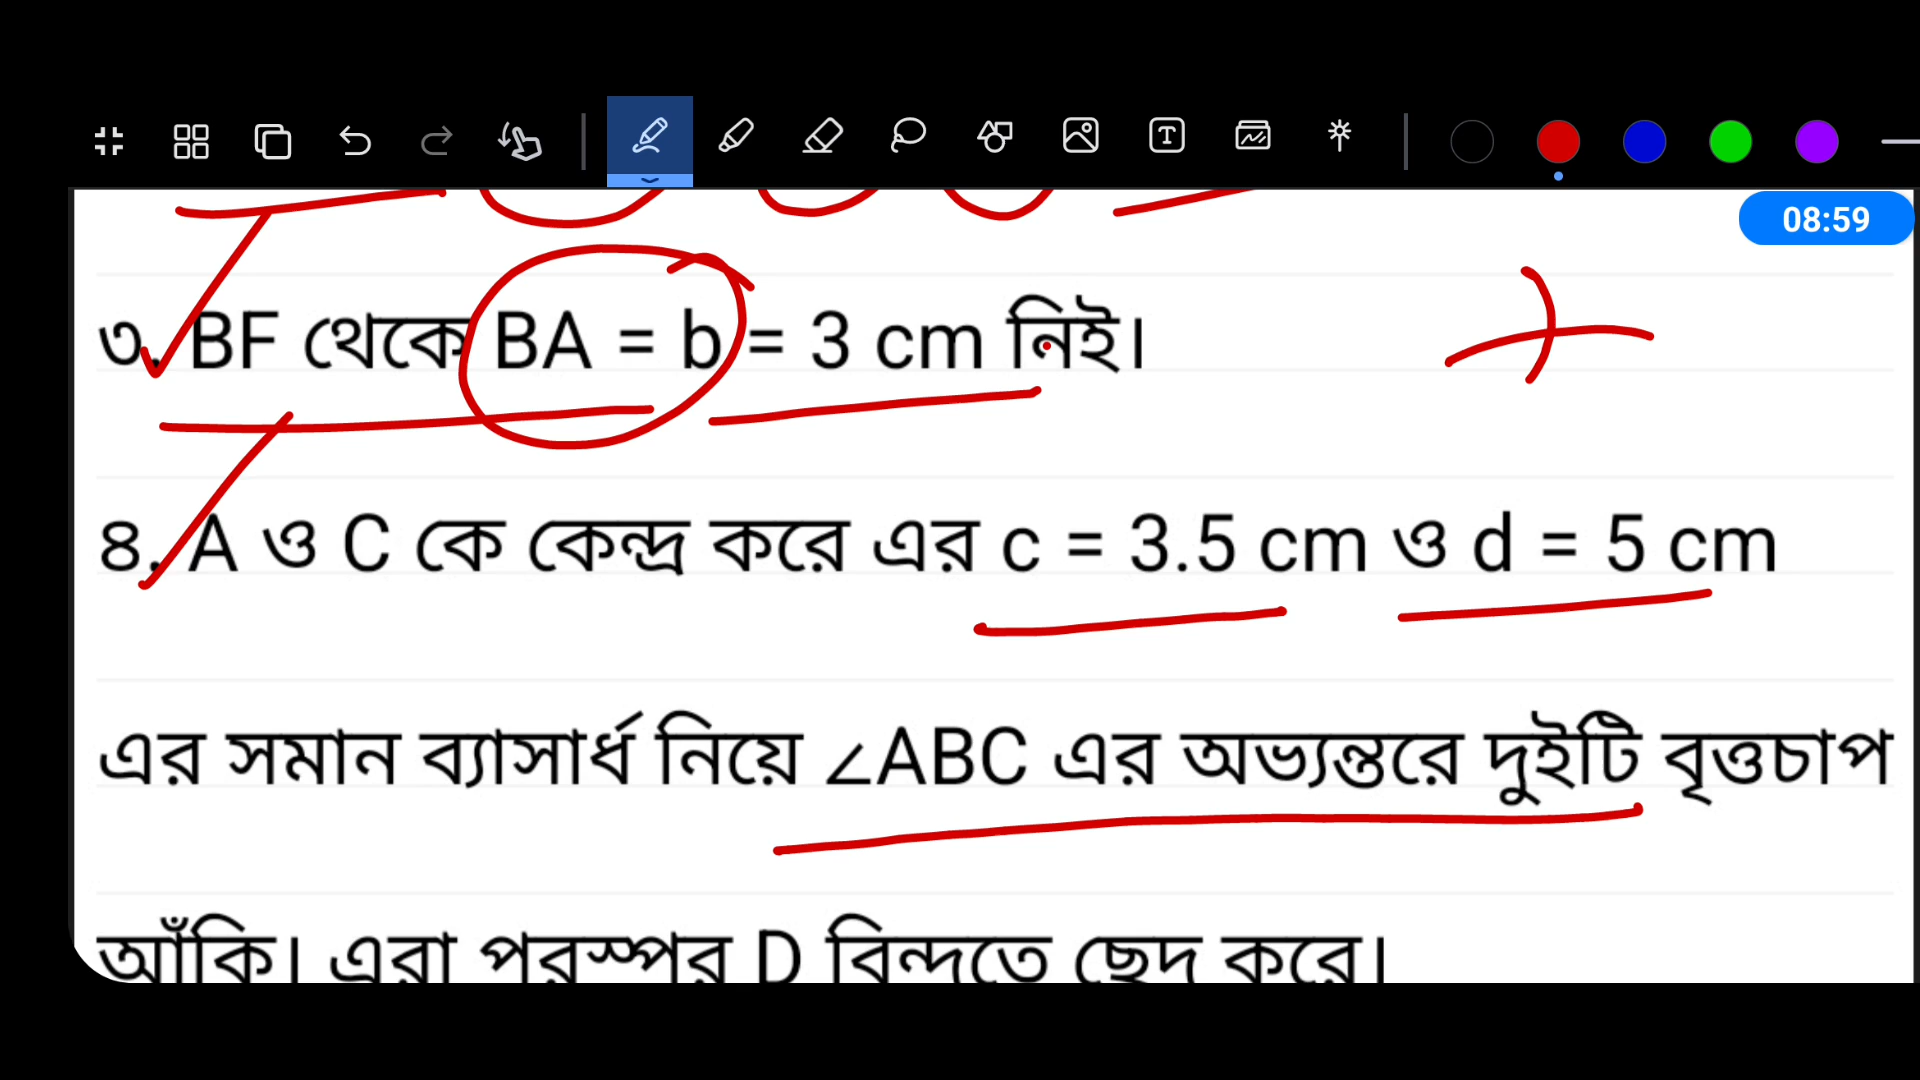 08:59
৩. BF থেকে BA = b = 3 cm নিই।
৪. A ও C কে কেন্দ্র করে এর c = 3.5 cm ও d = 5 cm
এর সমান ব্যাসার্ধ নিয়ে ∠ABC এর অভ্যন্তরে দুইটি বৃত্তচাপ
আঁকি। এরা পরস্পর D বিন্দুতে ছেদ করে।